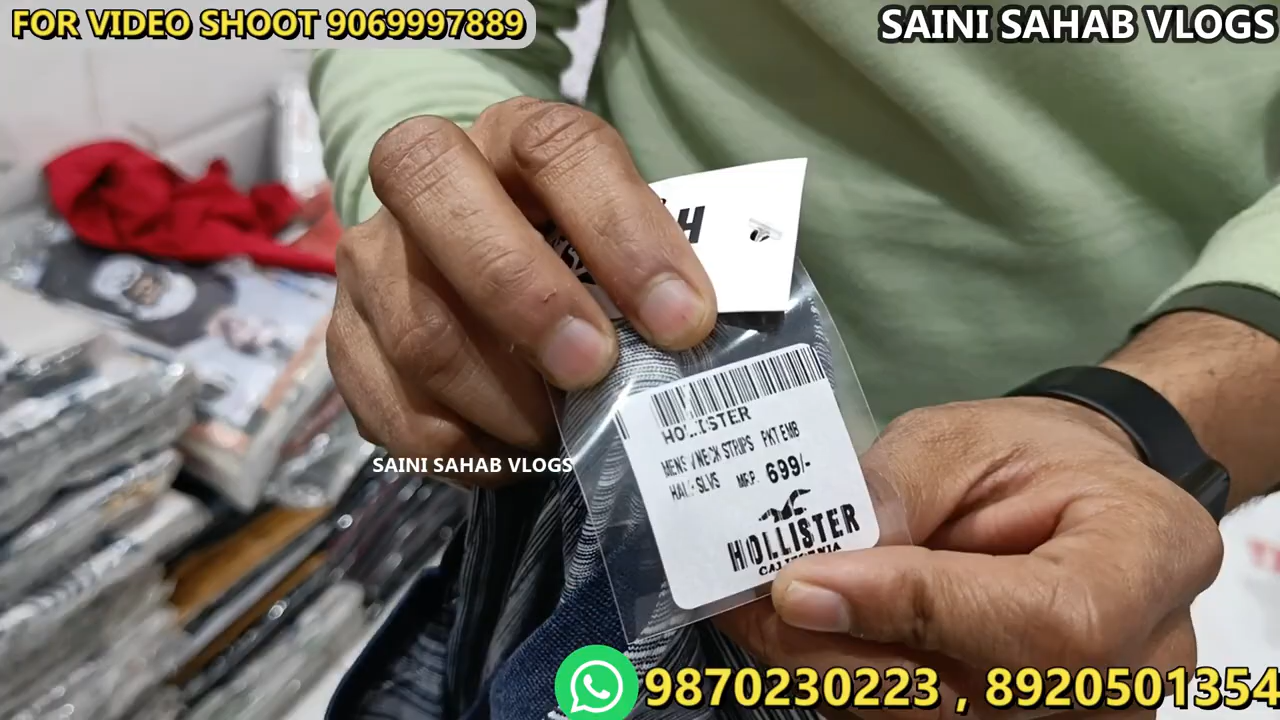 FOR VIDEO SHOOT 9069997889
SAINI SAHAB VLOGS
H
HOLLISTER
MENS V NECK STRIPS PKT EMB
HALF SLVS MRP. 699/-
HOLLISTER
CALIFORNIA
SAINI SAHAB VLOGS
9870230223 , 8920501354